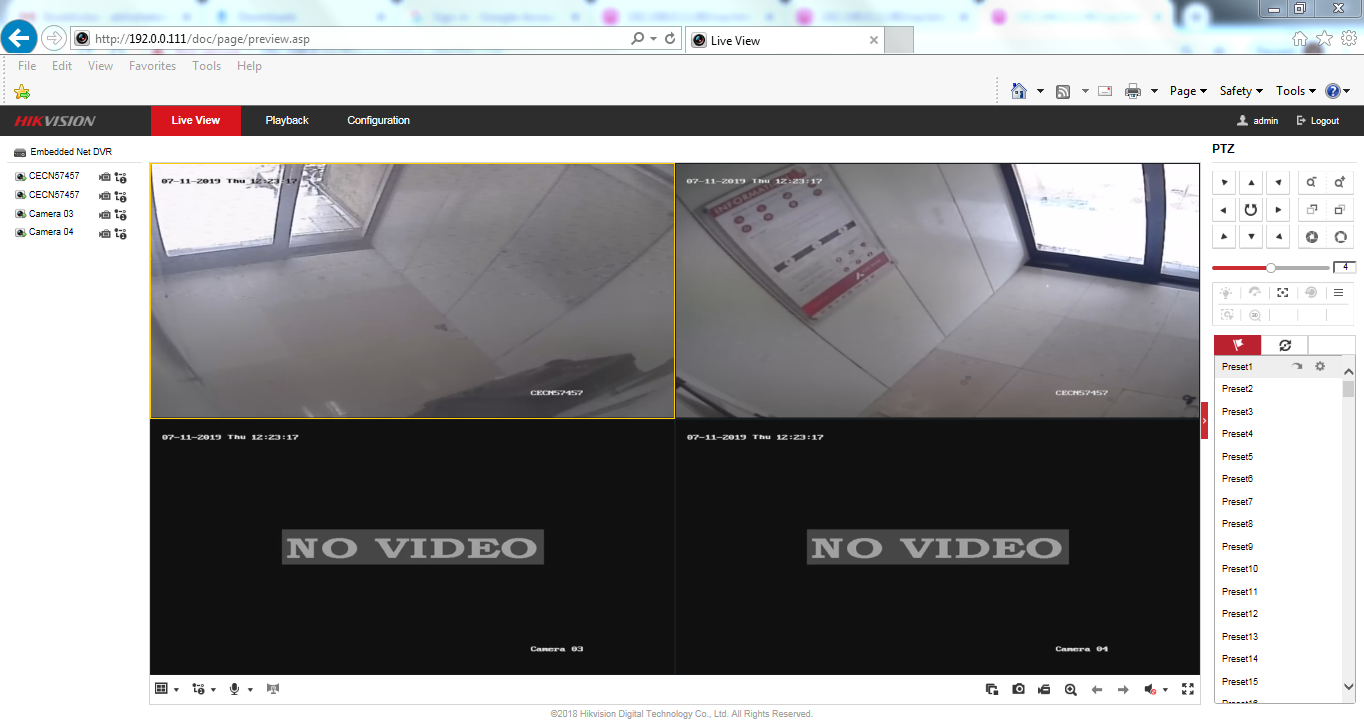 http://192.0.0.111/doc/page/preview.asp
Live View
File Edit View Favorites Tools Help
Page Safety Tools
HIKVISION
Live View Playback Configuration
admin Logout
Embedded Net DVR
CECN57457
CECN57457
Camera 03
Camera 04
07-11-2019 Thu 12:23:17
CECN57457
07-11-2019 Thu 12:23:17
INFORMATION
CECN57457
07-11-2019 Thu 12:23:17
NO VIDEO
Camera 03
07-11-2019 Thu 12:23:17
NO VIDEO
Camera 04
PTZ
4
Preset1
Preset2
Preset3
Preset4
Preset5
Preset6
Preset7
Preset8
Preset9
Preset10
Preset11
Preset12
Preset13
Preset14
Preset15
©2018 Hikvision Digital Technology Co., Ltd. All Rights Reserved.